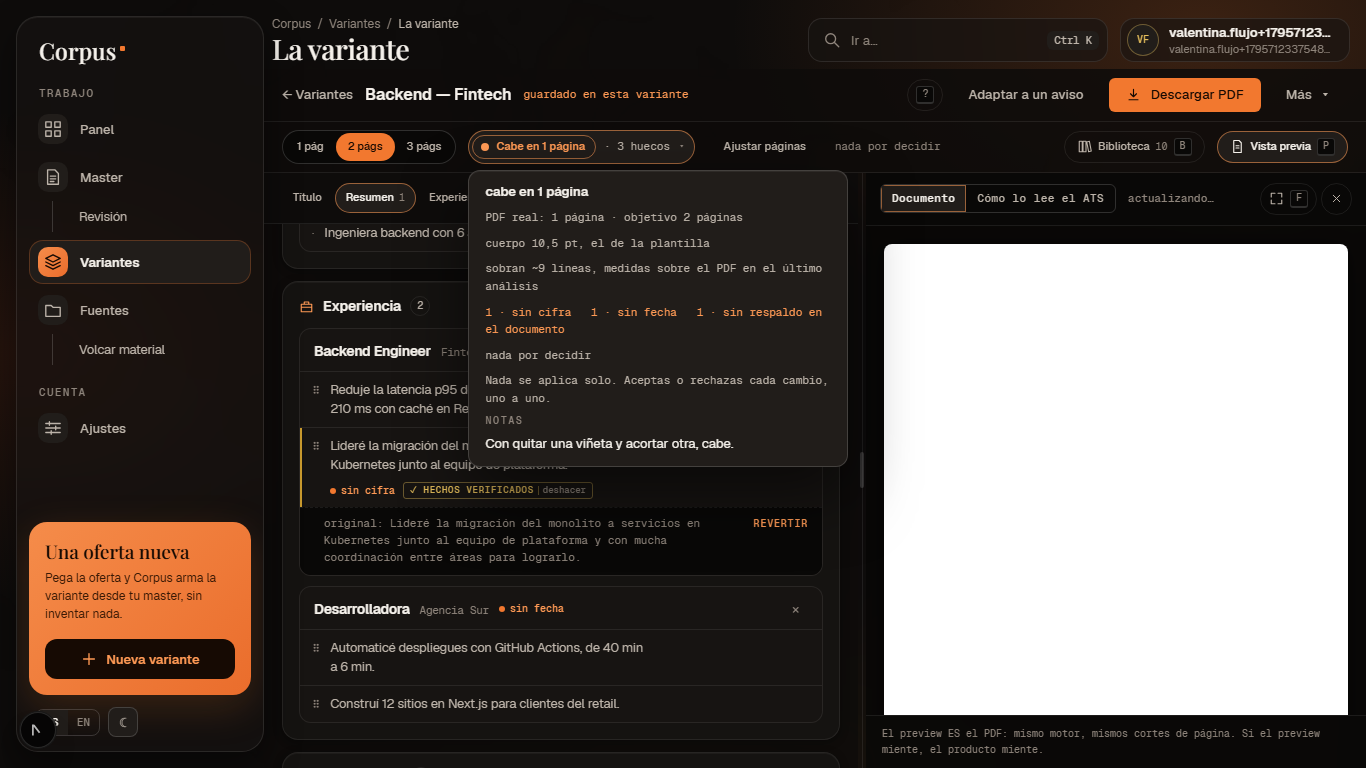 Corpus
TRABAJO
Panel
Master
Revisión
Variantes
Fuentes
Volcar material
CUENTA
Ajustes
Una oferta nueva
Pega la oferta y Corpus arma la
variante desde tu master, sin
inventar nada.
Nueva variante
EN
Corpus / Variantes / La variante
La variante
Ir a…
Ctrl K
VF
valentina.flujo+17957123…
valentina.flujo+1795712337548…
← Variantes
Backend — Fintech
guardado en esta variante
?
Adaptar a un aviso
Descargar PDF
Más
1 pág
2 págs
3 págs
Cabe en 1 página
· 3 huecos
Ajustar páginas
nada por decidir
Biblioteca 10 B
Vista previa P
Título
Resumen 1
Experie
· Ingeniera backend con 6
Experiencia 2
Backend Engineer
Reduje la latencia p95 d
210 ms con caché en Re
Lideré la migración del
Kubernetes junto al equipo de plataforma.
sin cifra
✓ HECHOS VERIFICADOS | deshacer
original: Lideré la migración del monolito a servicios en
Kubernetes junto al equipo de plataforma y con mucha
coordinación entre áreas para lograrlo.
REVERTIR
Desarrolladora
Agencia Sur
sin fecha
×
Automaticé despliegues con GitHub Actions, de 40 min
a 6 min.
Construí 12 sitios en Next.js para clientes del retail.
cabe en 1 página
PDF real: 1 página · objetivo 2 páginas
cuerpo 10,5 pt, el de la plantilla
sobran ~9 líneas, medidas sobre el PDF en el último
análisis
1 · sin cifra 1 · sin fecha 1 · sin respaldo en
el documento
nada por decidir
Nada se aplica solo. Aceptas o rechazas cada cambio,
uno a uno.
NOTAS
Con quitar una viñeta y acortar otra, cabe.
Documento
Cómo lo lee el ATS
actualizando…
F
×
El preview ES el PDF: mismo motor, mismos cortes de página. Si el preview
miente, el producto miente.